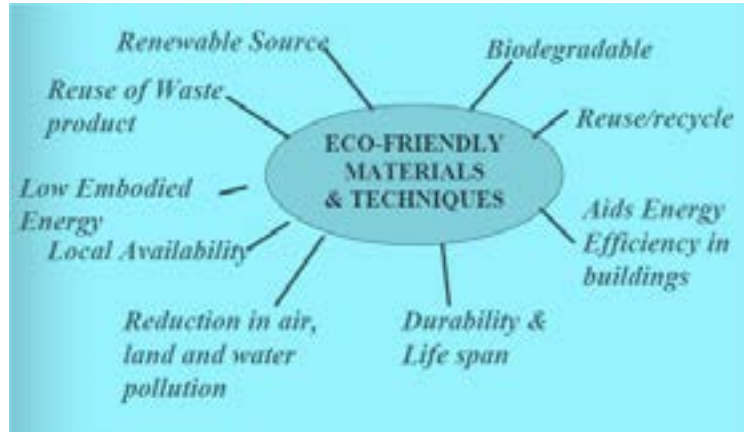 Renewable Source
Biodegradable
Reuse of Waste
product
Reuse/recycle
ECO-FRIENDLY
MATERIALS
& TECHNIQUES
Low Embodied
Energy
Aids Energy
Efficiency in
buildings
Local Availability
Reduction in air,
land and water
pollution
Durability &
Life span